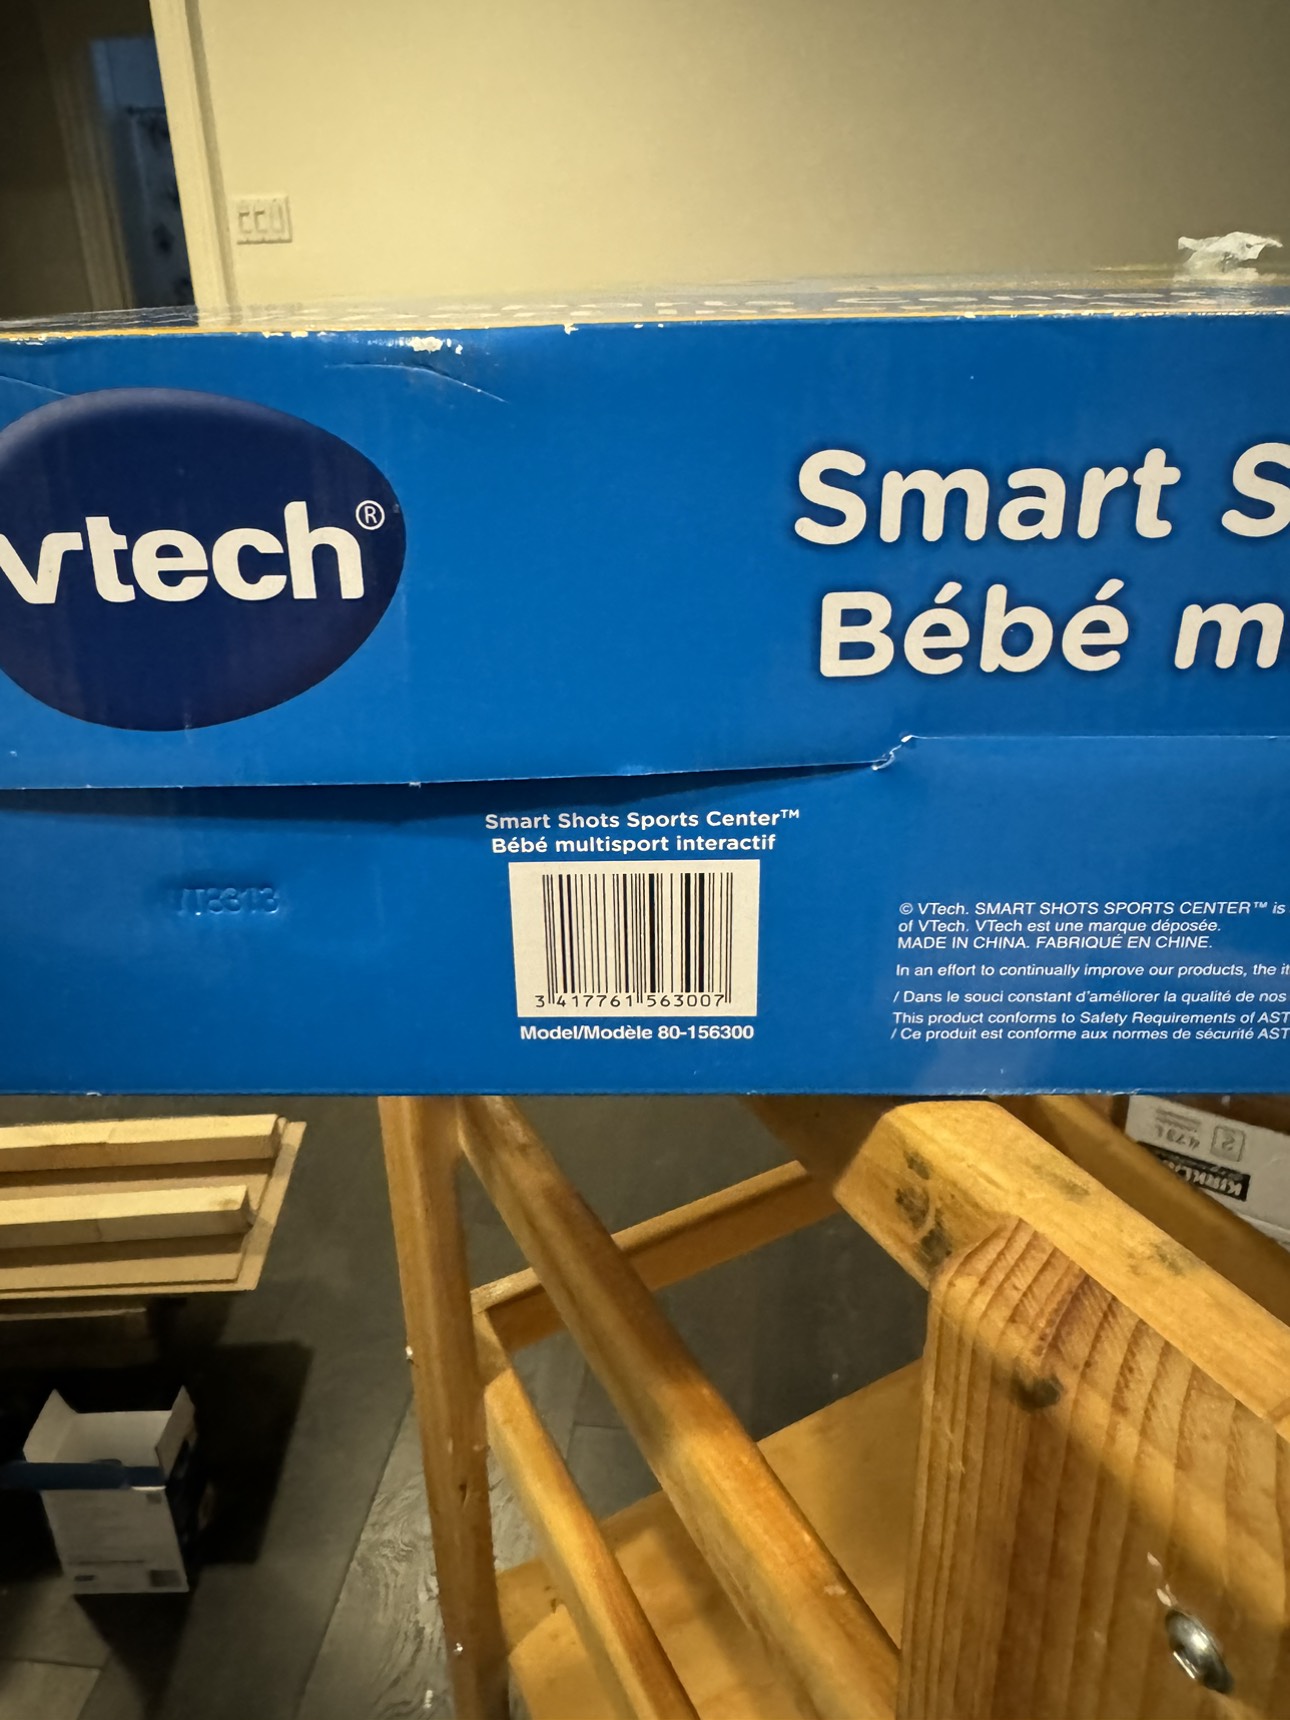 vtech®
Smart S
Bébé m
Smart Shots Sports Center™
Bébé multisport interactif
3 417761 563007
Model/Modèle 80-156300
© VTech. SMART SHOTS SPORTS CENTER™ is
of VTech. VTech est une marque déposée.
MADE IN CHINA. FABRIQUÉ EN CHINE.
In an effort to continually improve our products, the it
/ Dans le souci constant d'améliorer la qualité de nos
This product conforms to Safety Requirements of AST
/ Ce produit est conforme aux normes de sécurité AST
4.73 L
2